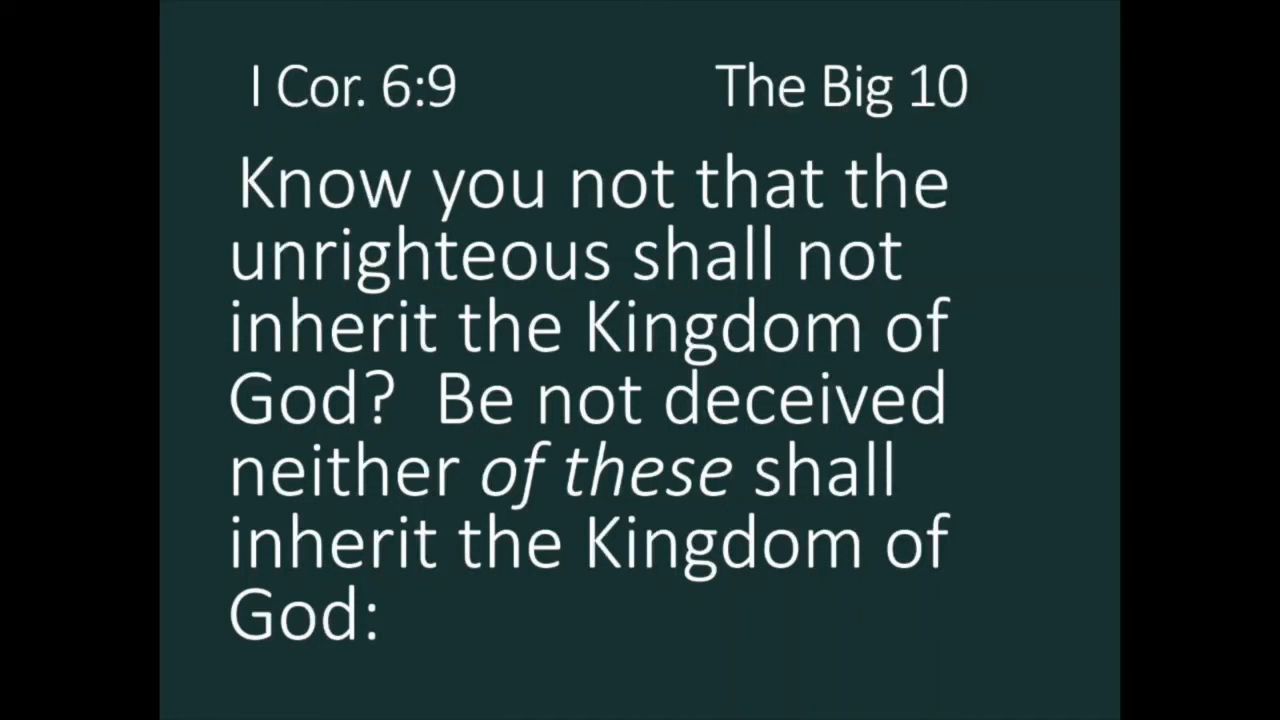 I Cor. 6:9 The Big 10
Know you not that the
unrighteous shall not
inherit the Kingdom of
God? Be not deceived
neither of these shall
inherit the Kingdom of
God: